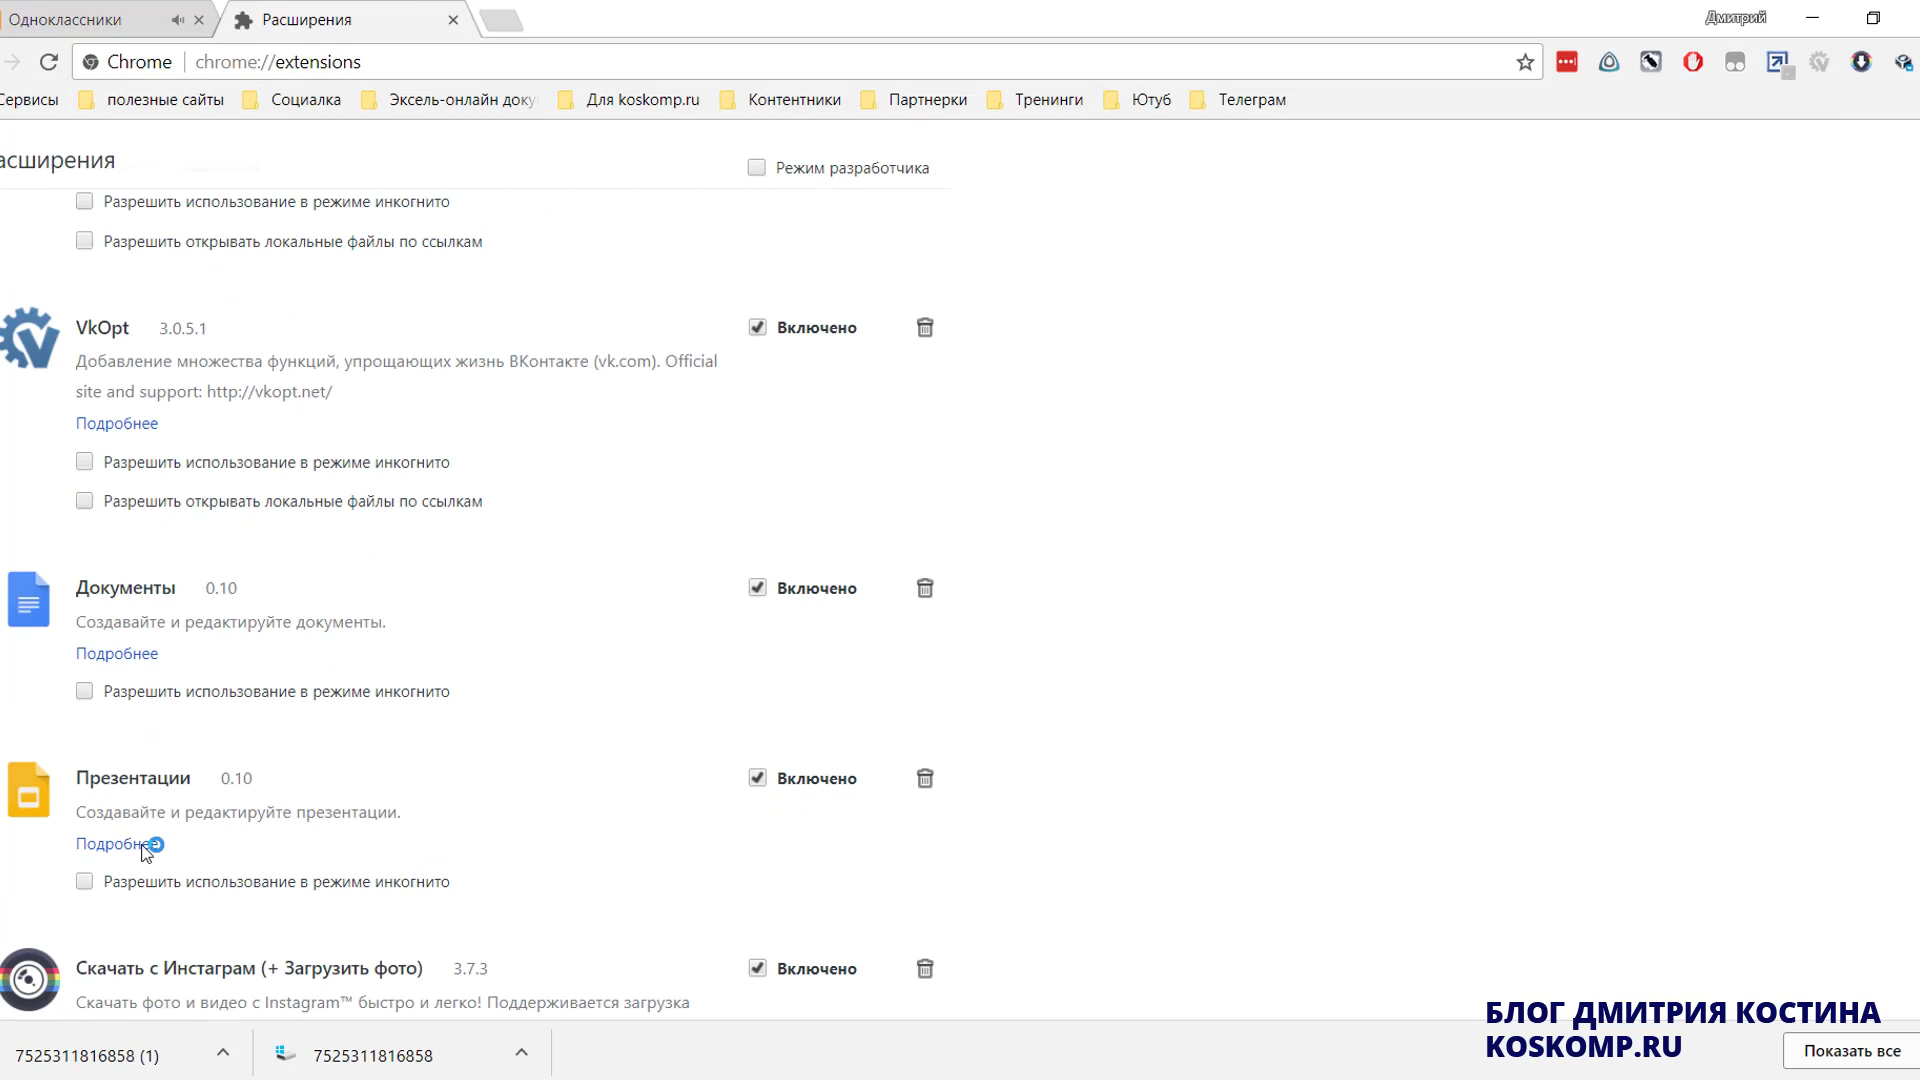 Одноклассники
Расширения
Дмитрий
Chrome
chrome://extensions
Сервисы
полезные сайты
Социалка
Эксель-онлайн доку
Для koskomp.ru
Контентники
Партнерки
Тренинги
Ютуб
Телеграм
асширения
Режим разработчика
Разрешить использование в режиме инкогнито
Разрешить открывать локальные файлы по ссылкам
VkOpt 3.0.5.1
Включено
Добавление множества функций, упрощающих жизнь ВКонтакте (vk.com). Official
site and support: http://vkopt.net/
Подробнее
Разрешить использование в режиме инкогнито
Разрешить открывать локальные файлы по ссылкам
Документы 0.10
Включено
Создавайте и редактируйте документы.
Подробнее
Разрешить использование в режиме инкогнито
Презентации 0.10
Включено
Создавайте и редактируйте презентации.
Подробнее
Разрешить использование в режиме инкогнито
Скачать с Инстаграм (+ Загрузить фото) 3.7.3
Включено
Скачать фото и видео с Instagram™ быстро и легко! Поддерживается загрузка
БЛОГ ДМИТРИЯ КОСТИНА
KOSKOMP.RU
7525311816858 (1)
7525311816858
Показать все